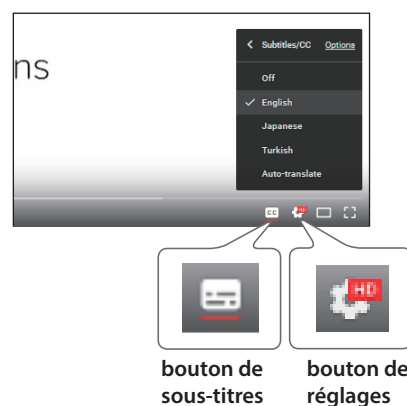 ns
Subtitles/CC Options
Off
English
Japanese
Turkish
Auto-translate
CC HD
HD
bouton de
sous-titres
bouton de
réglages